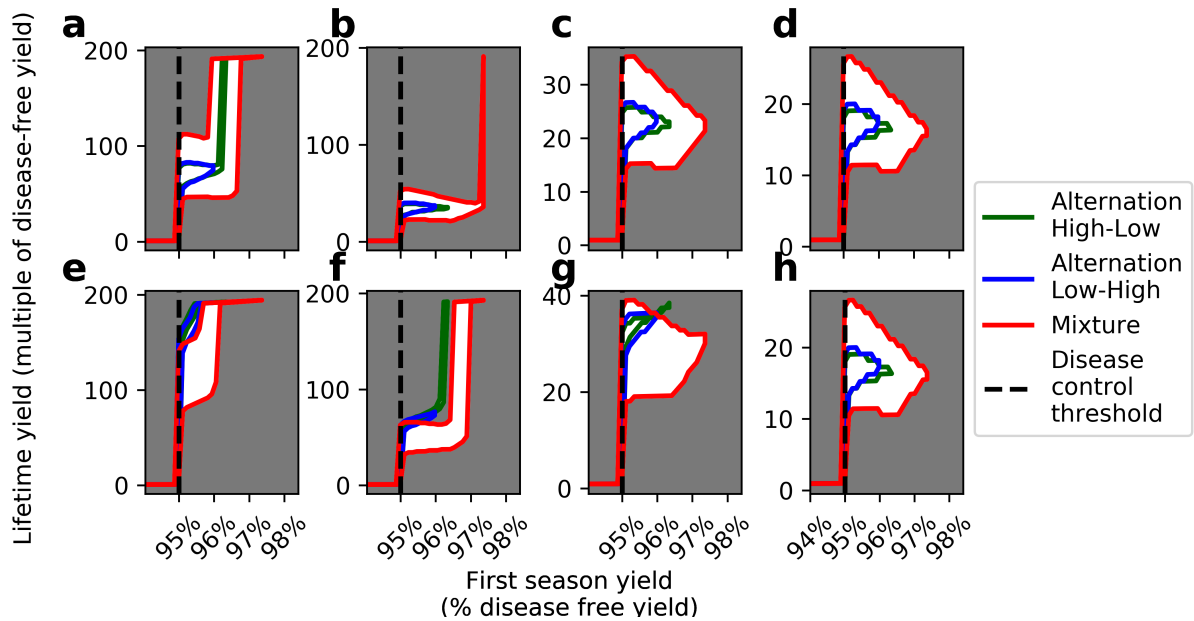 Lifetime yield (multiple of disease-free yield)
a
b
c
d
200
100
0
200
100
0
30
20
10
0
20
10
0
e
f
g
h
200
100
0
200
100
0
40
20
0
20
10
0
95%
96%
97%
98%
95%
96%
97%
98%
95%
96%
97%
98%
94%
95%
96%
97%
98%
First season yield
(% disease free yield)
Alternation
High-Low
Alternation
Low-High
Mixture
Disease
control
threshold